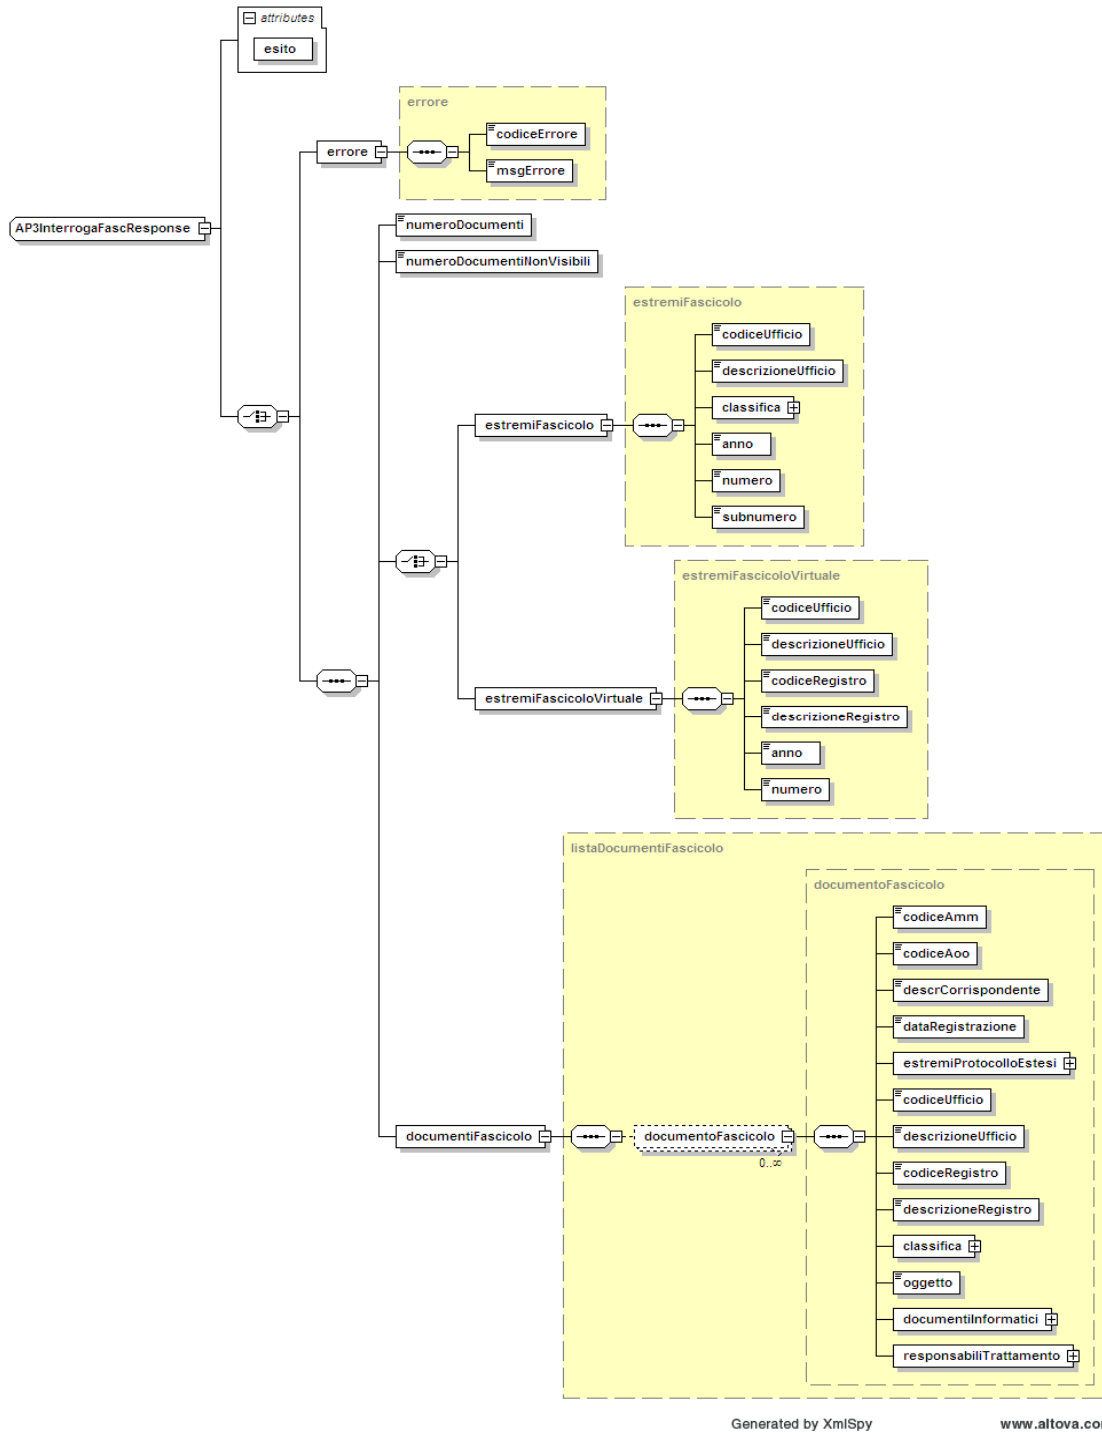 attributes
esito
errore
codiceErrore
errore
msgErrore
numeroDocumenti
AP3InterrogaFascResponse
numeroDocumentiNonVisibili
estremiFascicolo
codiceUfficio
descrizioneUfficio
classifica
estremiFascicolo
anno
numero
subnumero
estremiFascicoloVirtuale
codiceUfficio
descrizioneUfficio
codiceRegistro
estremiFascicoloVirtuale
descrizioneRegistro
anno
numero
listaDocumentiFascicolo
documentoFascicolo
codiceAmm
codiceAoo
descrCorrispondente
dataRegistrazione
estremiProtocolloEstesi
codiceUfficio
documentiFascicolo
documentoFascicolo
0..∞
descrizioneUfficio
codiceRegistro
descrizioneRegistro
classifica
oggetto
documentiInformatici
responsabiliTrattamento
Generated by XmlSpy
www.altova.co